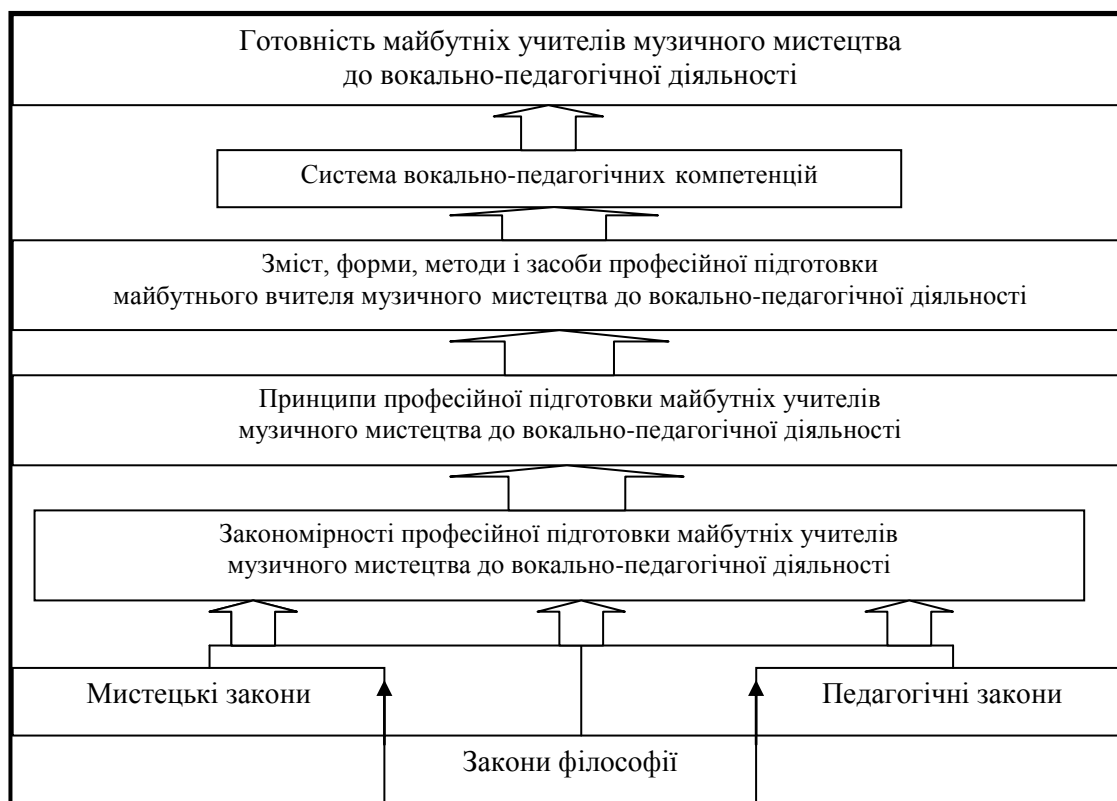 Готовність майбутніх учителів музичного мистецтва
до вокально-педагогічної діяльності
Система вокально-педагогічних компетенцій
Зміст, форми, методи і засоби професійної підготовки
майбутнього вчителя музичного мистецтва до вокально-педагогічної діяльності
Принципи професійної підготовки майбутніх учителів
музичного мистецтва до вокально-педагогічної діяльності
Закономірності професійної підготовки майбутніх учителів
музичного мистецтва до вокально-педагогічної діяльності
Мистецькі закони
Педагогічні закони
Закони філософії